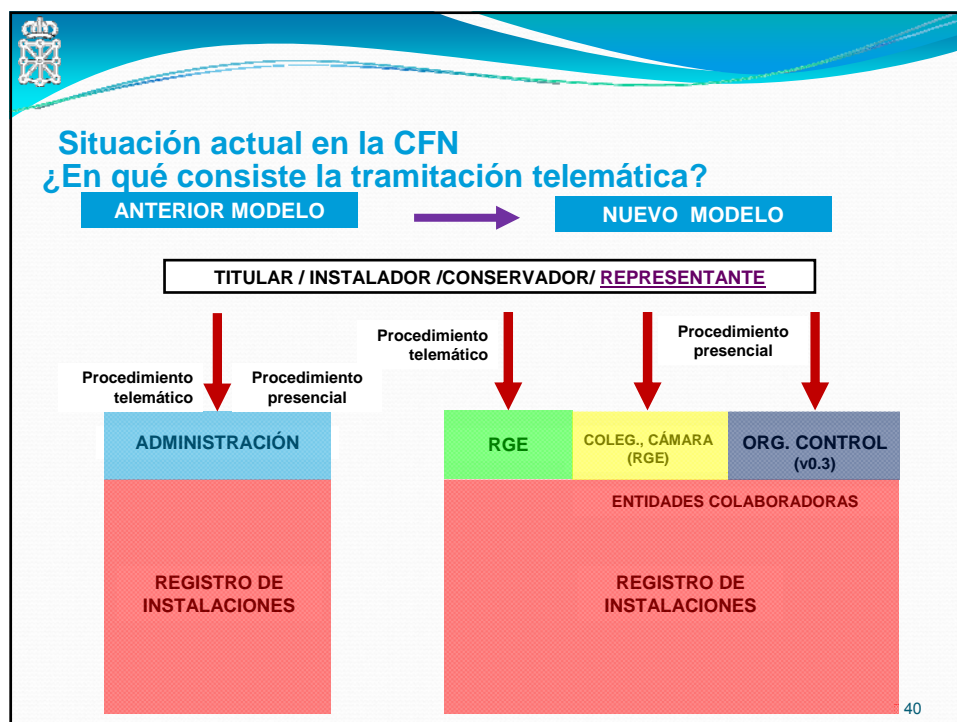 Situación actual en la CFN
¿En qué consiste la tramitación telemática?
ANTERIOR MODELO
NUEVO MODELO
TITULAR / INSTALADOR /CONSERVADOR/ REPRESENTANTE
Procedimiento
telemático
Procedimiento
presencial
Procedimiento
telemático
Procedimiento
presencial
ADMINISTRACIÓN
RGE
COLEG., CÁMARA
(RGE)
ORG. CONTROL
(v0.3)
ENTIDADES COLABORADORAS
REGISTRO DE
INSTALACIONES
REGISTRO DE
INSTALACIONES
40